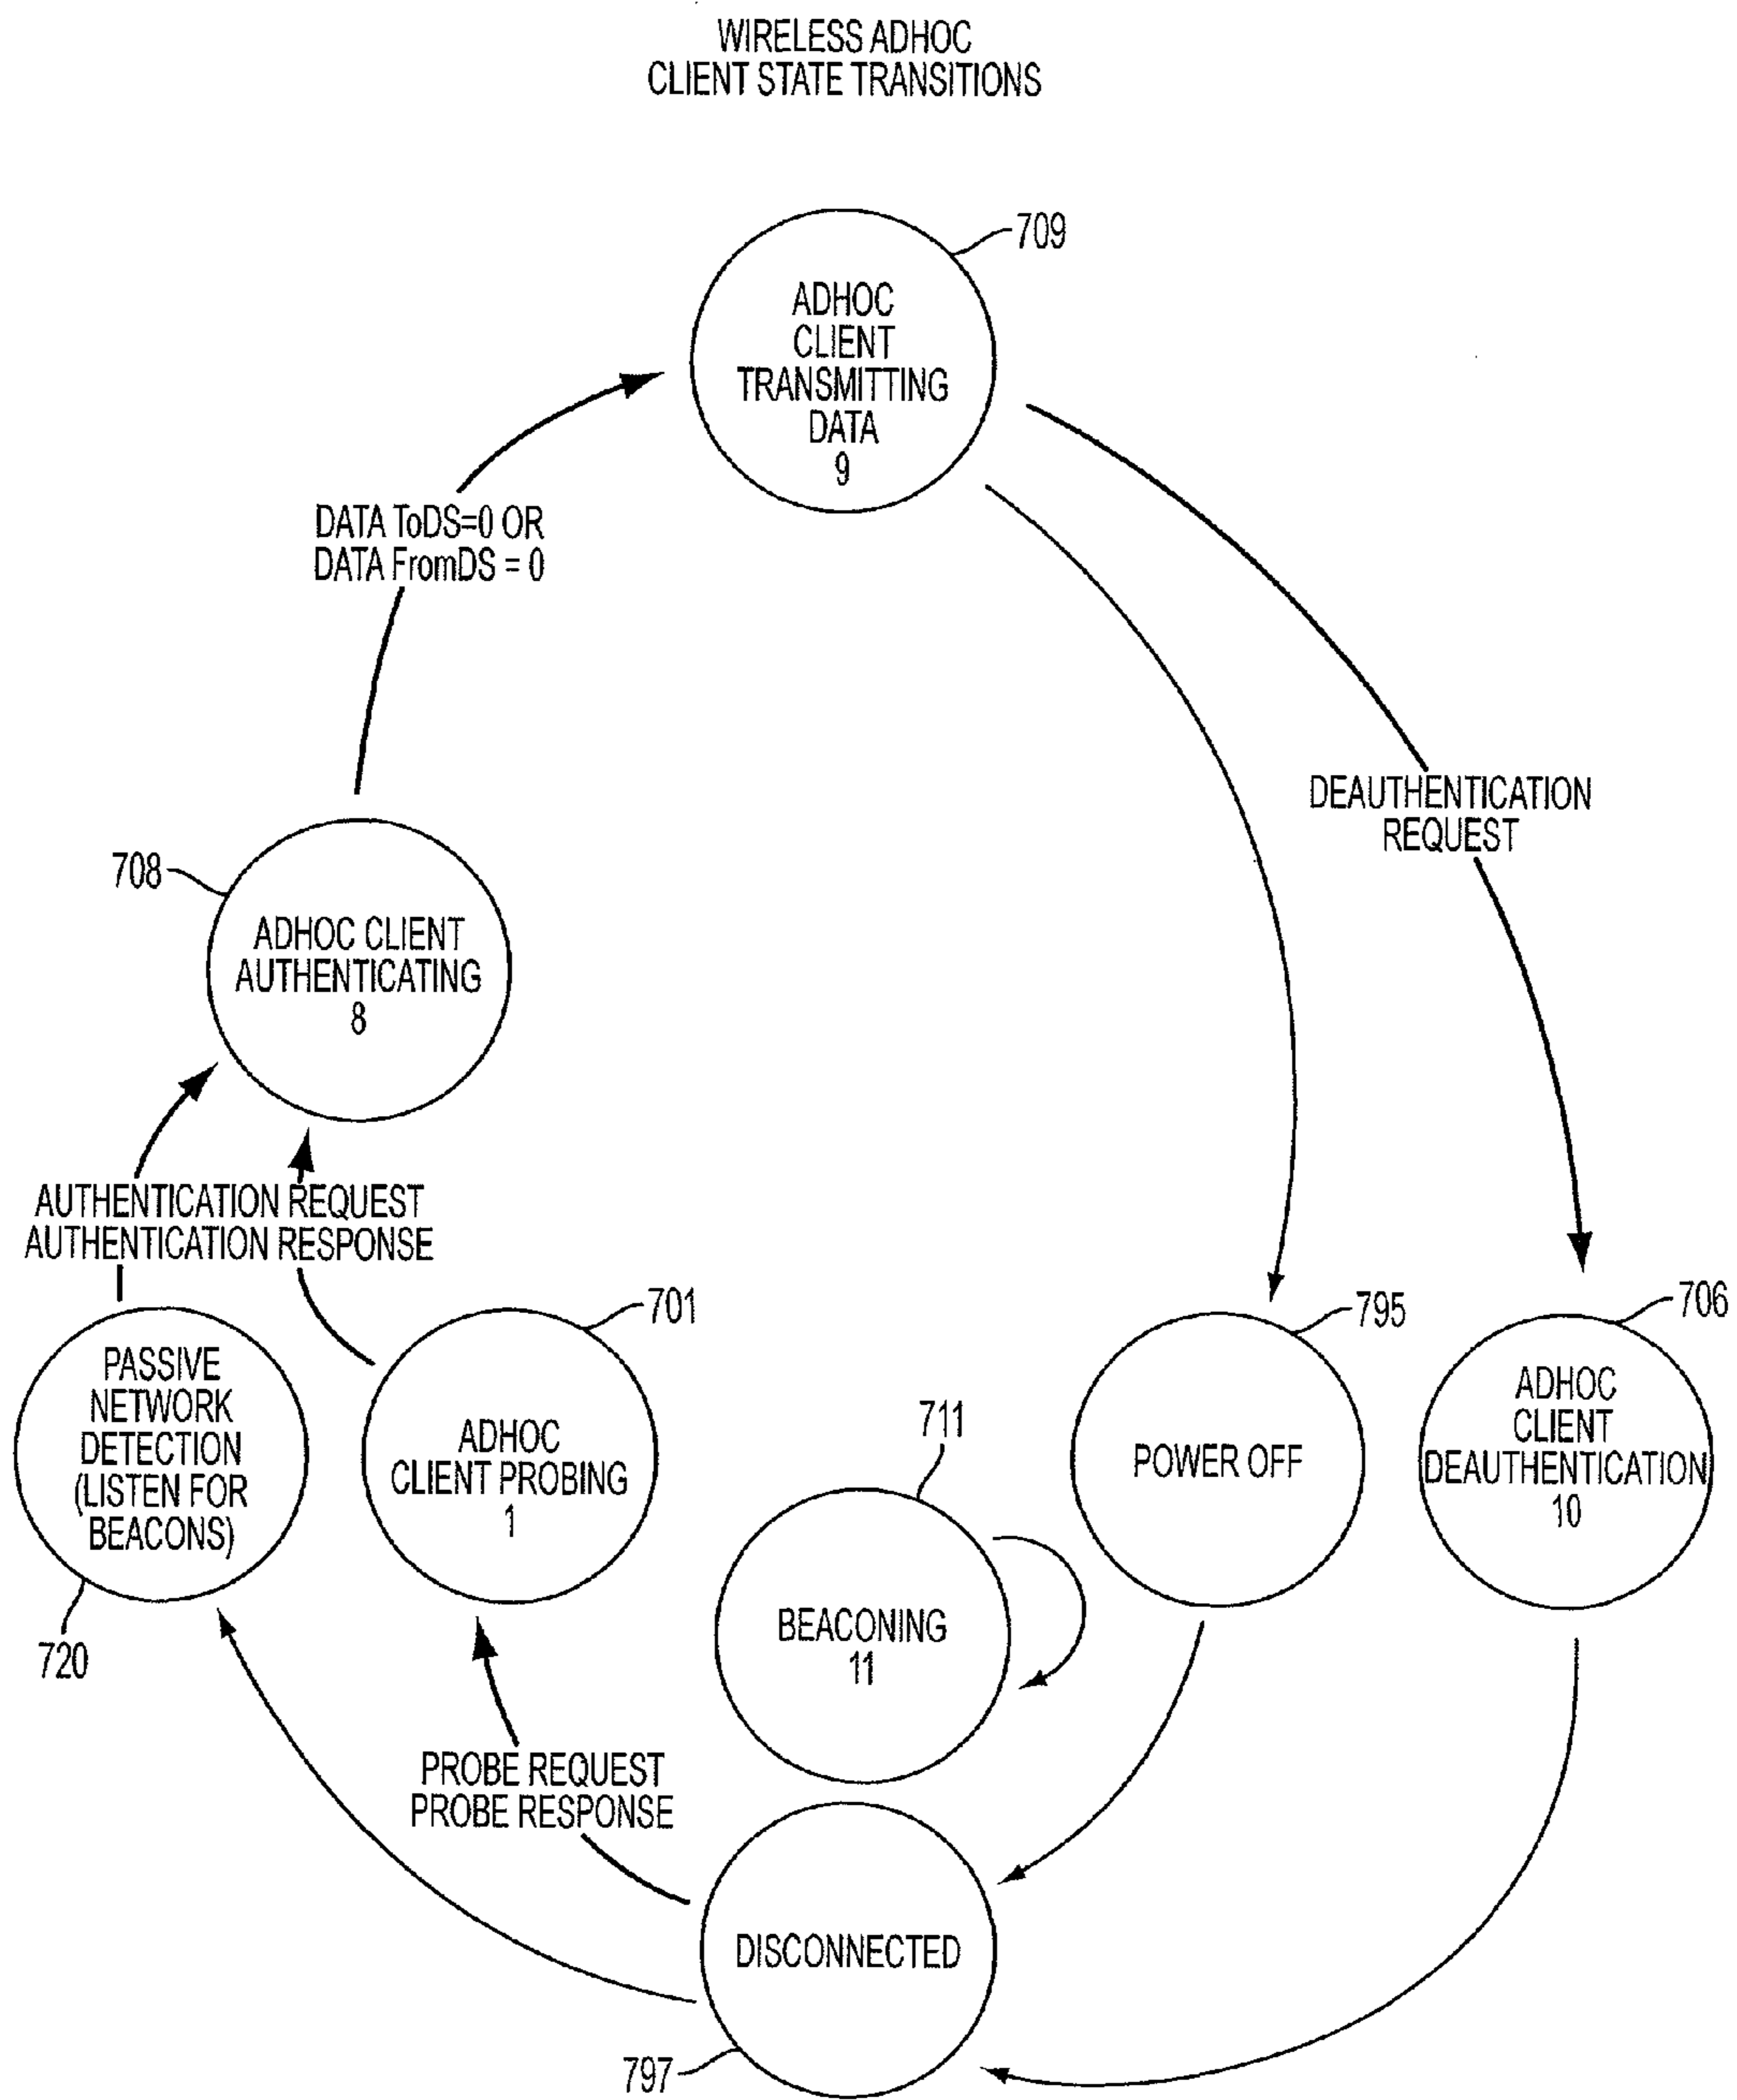 WIRELESS ADHOC
CLIENT STATE TRANSITIONS
709
ADHOC
CLIENT
TRANSMITTING
DATA
9
DATA ToDS=0 OR
DATA FromDS = 0
DEAUTHENTICATION
REQUEST
708
ADHOC CLIENT
AUTHENTICATING
8
AUTHENTICATION REQUEST
AUTHENTICATION RESPONSE
701
795
706
PASSIVE
NETWORK
DETECTION
(LISTEN FOR
BEACONS)
720
ADHOC
CLIENT PROBING
1
711
BEACONING
11
POWER OFF
ADHOC
CLIENT
DEAUTHENTICATION
10
PROBE REQUEST
PROBE RESPONSE
DISCONNECTED
797